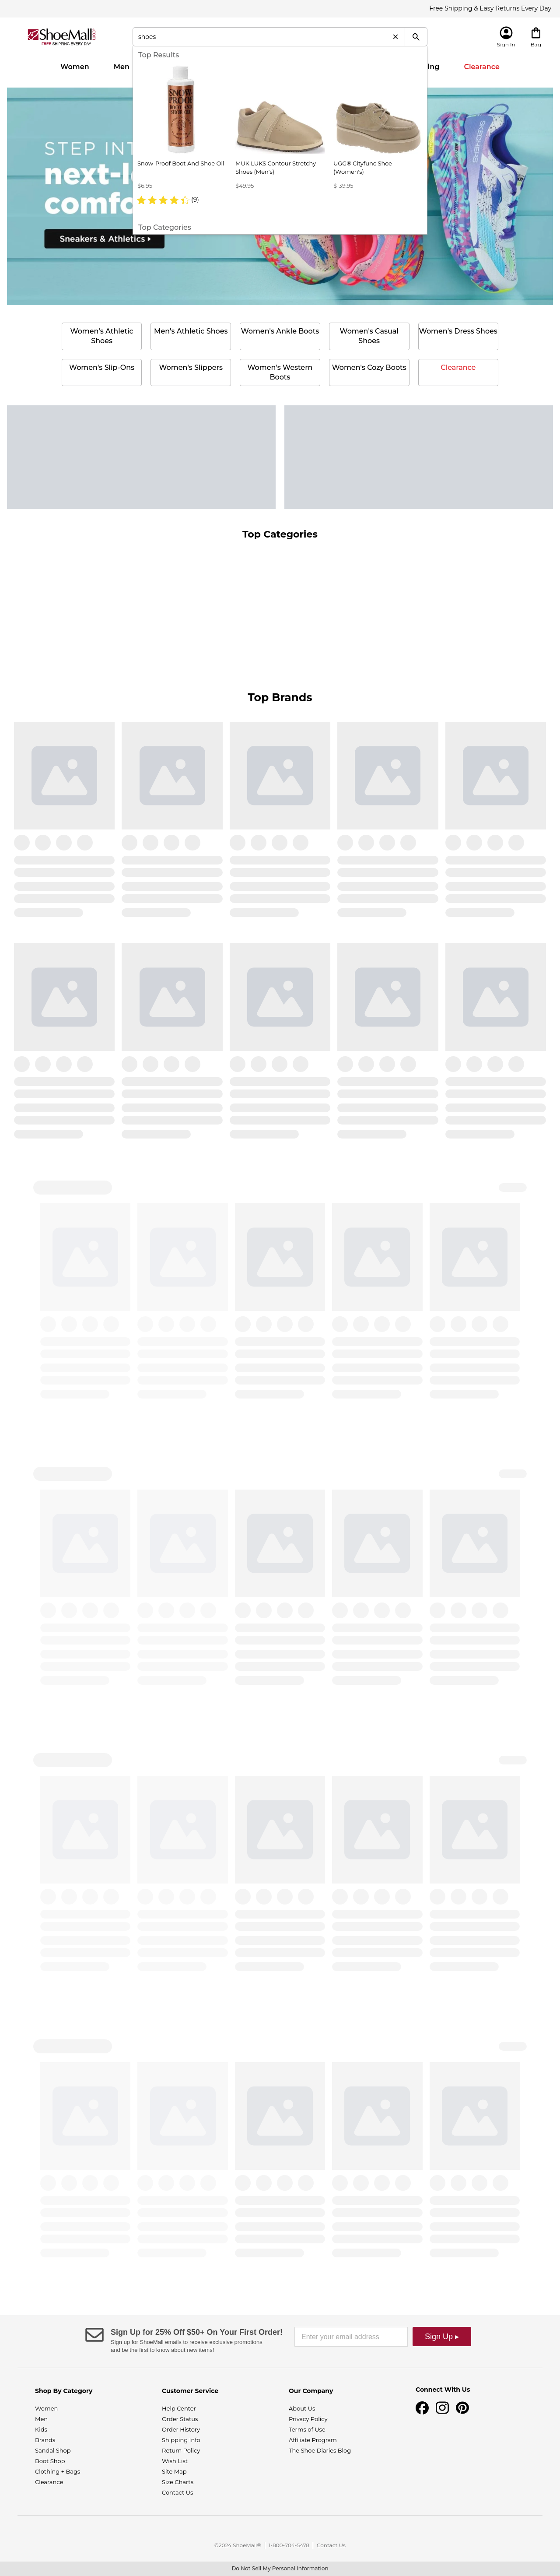 Free Shipping & Easy Returns Every Day
ShoeMall
FREE SHIPPING EVERY DAY
shoes
Sign In
Bag
Women
Men
ing
Clearance
Top Results
Snow-Proof Boot And Shoe Oil
$6.95
(9)
MUK LUKS Contour Stretchy
Shoes (Men's)
$49.95
UGG® Cityfunc Shoe
(Women's)
$139.95
Top Categories
SNOW
PROOF
STEP INT
next-le
comfo
Sneakers & Athletics
Women's Athletic
Shoes
Men's Athletic Shoes
Women's Ankle Boots
Women's Casual
Shoes
Women's Dress Shoes
Women's Slip-Ons
Women's Slippers
Women's Western
Boots
Women's Cozy Boots
Clearance
Top Categories
Top Brands
Sign Up for 25% Off $50+ On Your First Order!
Sign up for ShoeMall emails to receive exclusive promotions
and be the first to know about new items!
Enter your email address
Sign Up ▸
Shop By Category
Women
Men
Kids
Brands
Sandal Shop
Boot Shop
Clothing + Bags
Clearance
Customer Service
Help Center
Order Status
Order History
Shipping Info
Return Policy
Wish List
Site Map
Size Charts
Contact Us
Our Company
About Us
Privacy Policy
Terms of Use
Affiliate Program
The Shoe Diaries Blog
Connect With Us
©2024 ShoeMall® | 1-800-704-5478 | Contact Us
Do Not Sell My Personal Information